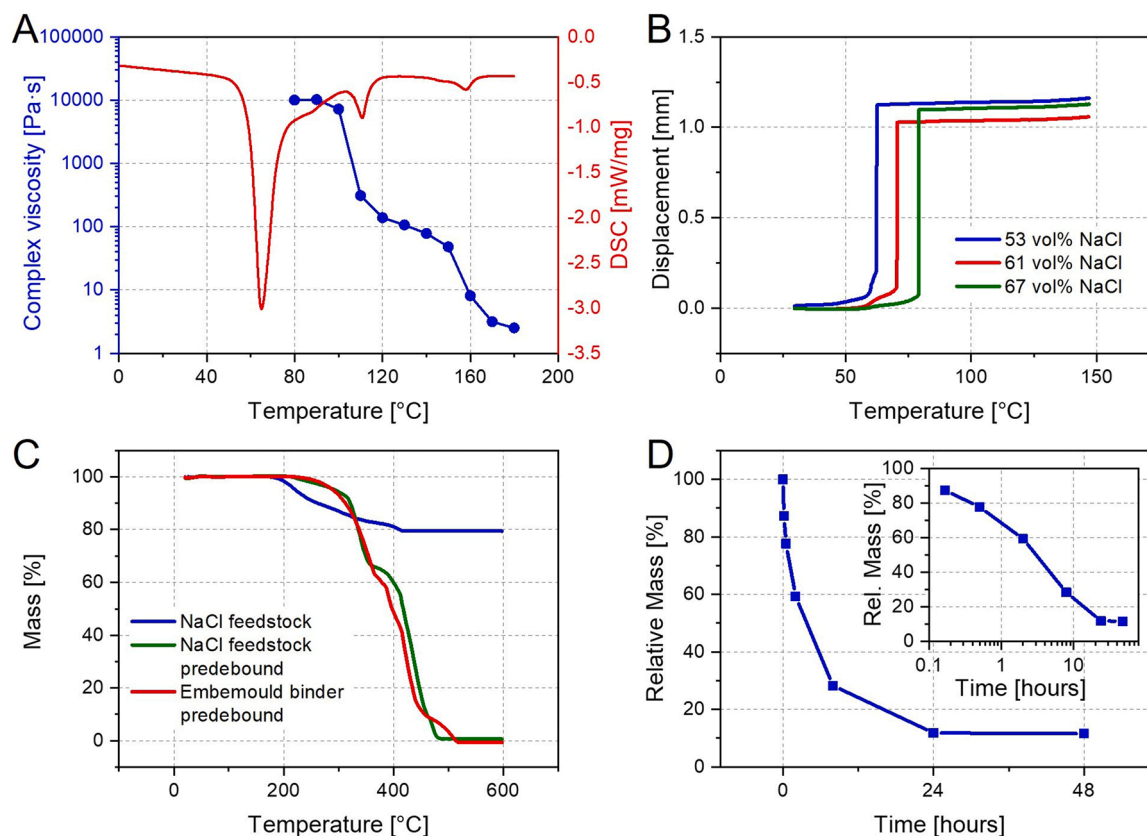 A
100000
10000
1000
100
10
1
Complex viscosity [Pa·s]
0.0
-0.5
-1.0
-1.5
-2.0
-2.5
-3.0
-3.5
DSC [mW/mg]
0
40
80
120
160
200
Temperature [°C]
B
1.5
1.0
0.5
0.0
Displacement [mm]
53 vol% NaCl
61 vol% NaCl
67 vol% NaCl
0
50
100
150
Temperature [°C]
C
100
80
60
40
20
0
Mass [%]
NaCl feedstock
NaCl feedstock
predebound
Embemould binder
predebound
0
200
400
600
Temperature [°C]
D
100
80
60
40
20
0
Relative Mass [%]
100
80
60
40
20
0
Rel. Mass [%]
0.1
1
10
Time [hours]
0
24
48
Time [hours]